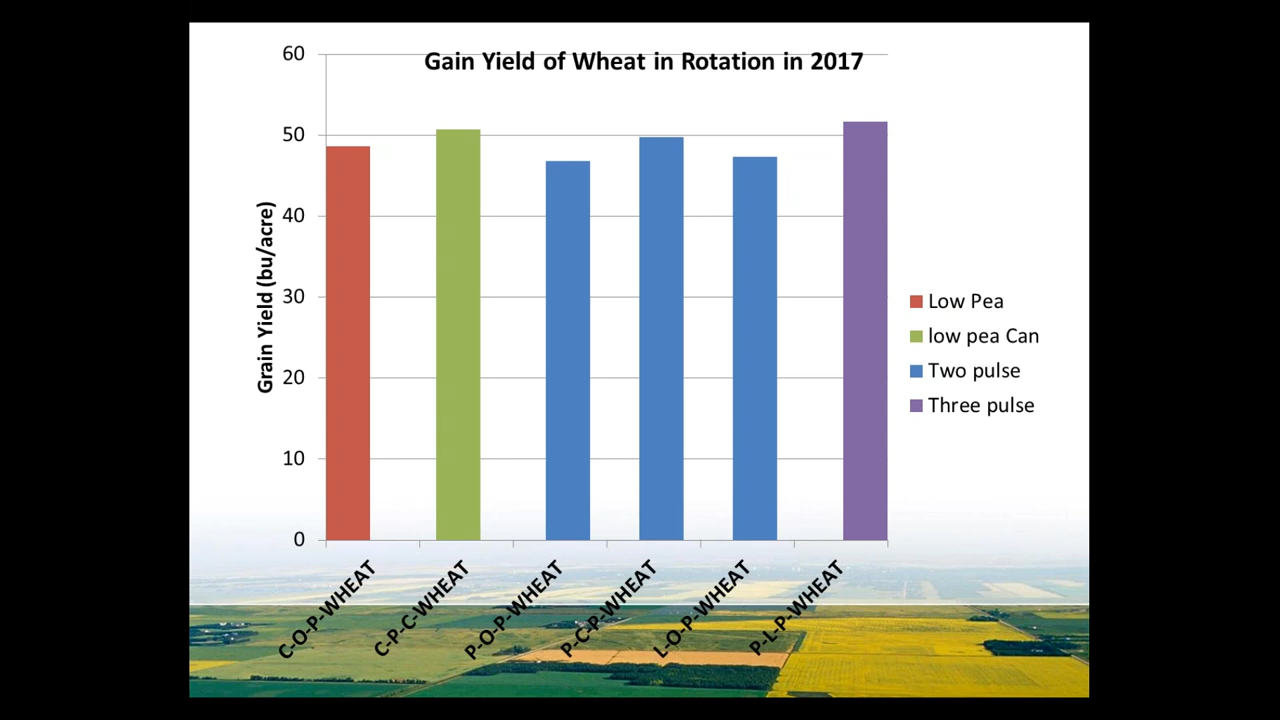 Gain Yield of Wheat in Rotation in 2017
Grain Yield (bu/acre)
60
50
40
30
20
10
0
C-O-P-WHEAT
C-P-C-WHEAT
P-O-P-WHEAT
P-C-P-WHEAT
L-O-P-WHEAT
P-L-P-WHEAT
Low Pea
low pea Can
Two pulse
Three pulse